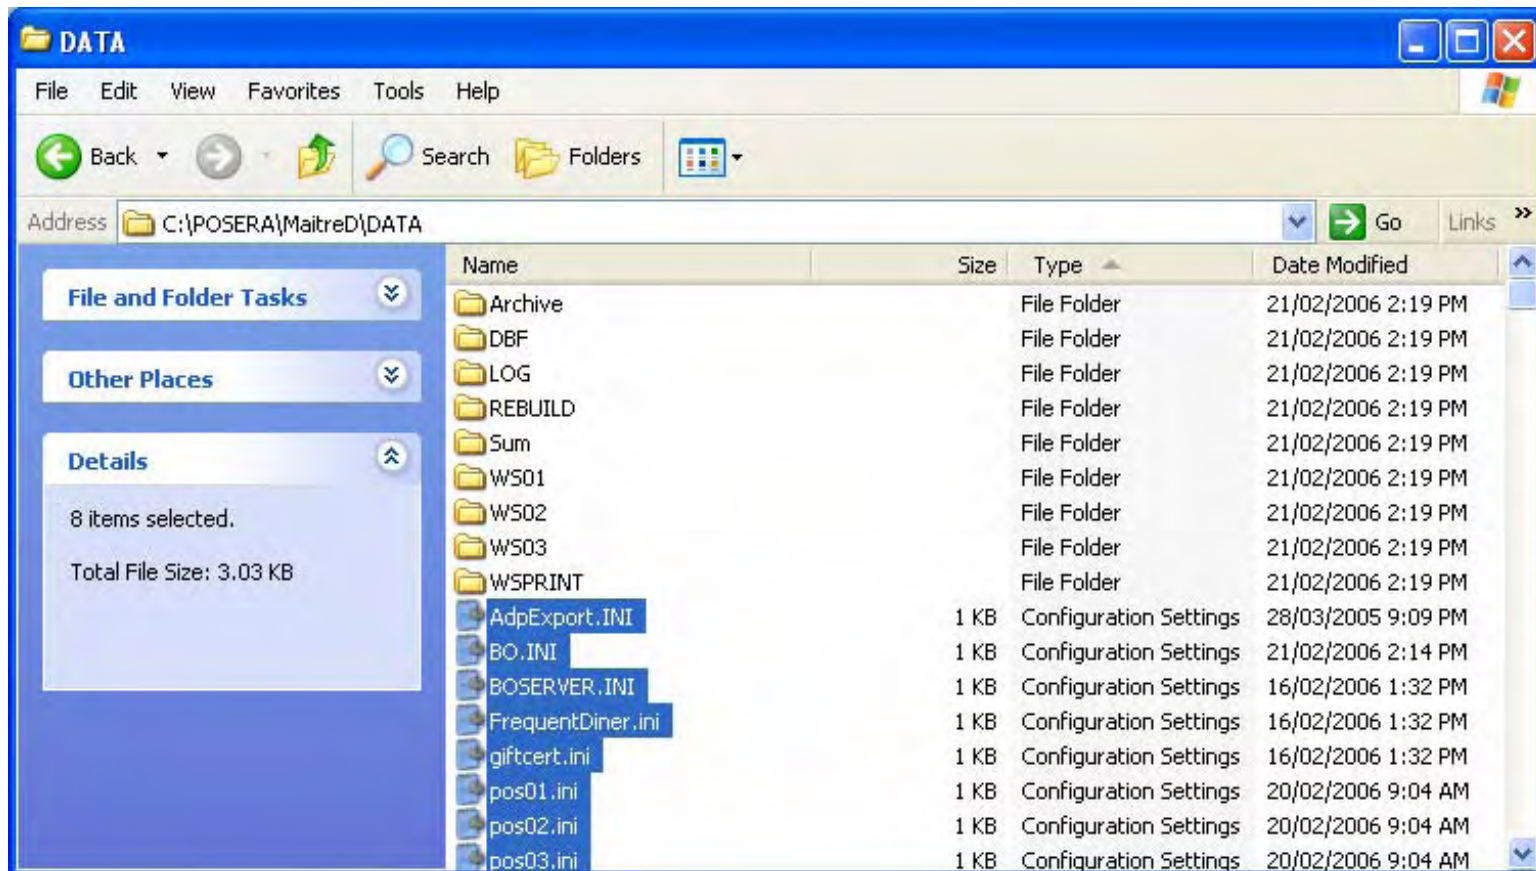 DATA
File Edit View Favorites Tools Help
Back Search Folders
Address C:\POSERA\MaitreD\DATA Go Links »
File and Folder Tasks
Other Places
Details
8 items selected.
Total File Size: 3.03 KB
Name Size Type Date Modified
Archive File Folder 21/02/2006 2:19 PM
DBF File Folder 21/02/2006 2:19 PM
LOG File Folder 21/02/2006 2:19 PM
REBUILD File Folder 21/02/2006 2:19 PM
Sum File Folder 21/02/2006 2:19 PM
WS01 File Folder 21/02/2006 2:19 PM
WS02 File Folder 21/02/2006 2:19 PM
WS03 File Folder 21/02/2006 2:19 PM
WSPRINT File Folder 21/02/2006 2:19 PM
AdpExport.INI 1 KB Configuration Settings 28/03/2005 9:09 PM
BO.INI 1 KB Configuration Settings 21/02/2006 2:14 PM
BOSERVER.INI 1 KB Configuration Settings 16/02/2006 1:32 PM
FrequentDiner.ini 1 KB Configuration Settings 16/02/2006 1:32 PM
giftcert.ini 1 KB Configuration Settings 16/02/2006 1:32 PM
pos01.ini 1 KB Configuration Settings 20/02/2006 9:04 AM
pos02.ini 1 KB Configuration Settings 20/02/2006 9:04 AM
pos03.ini 1 KB Configuration Settings 20/02/2006 9:04 AM